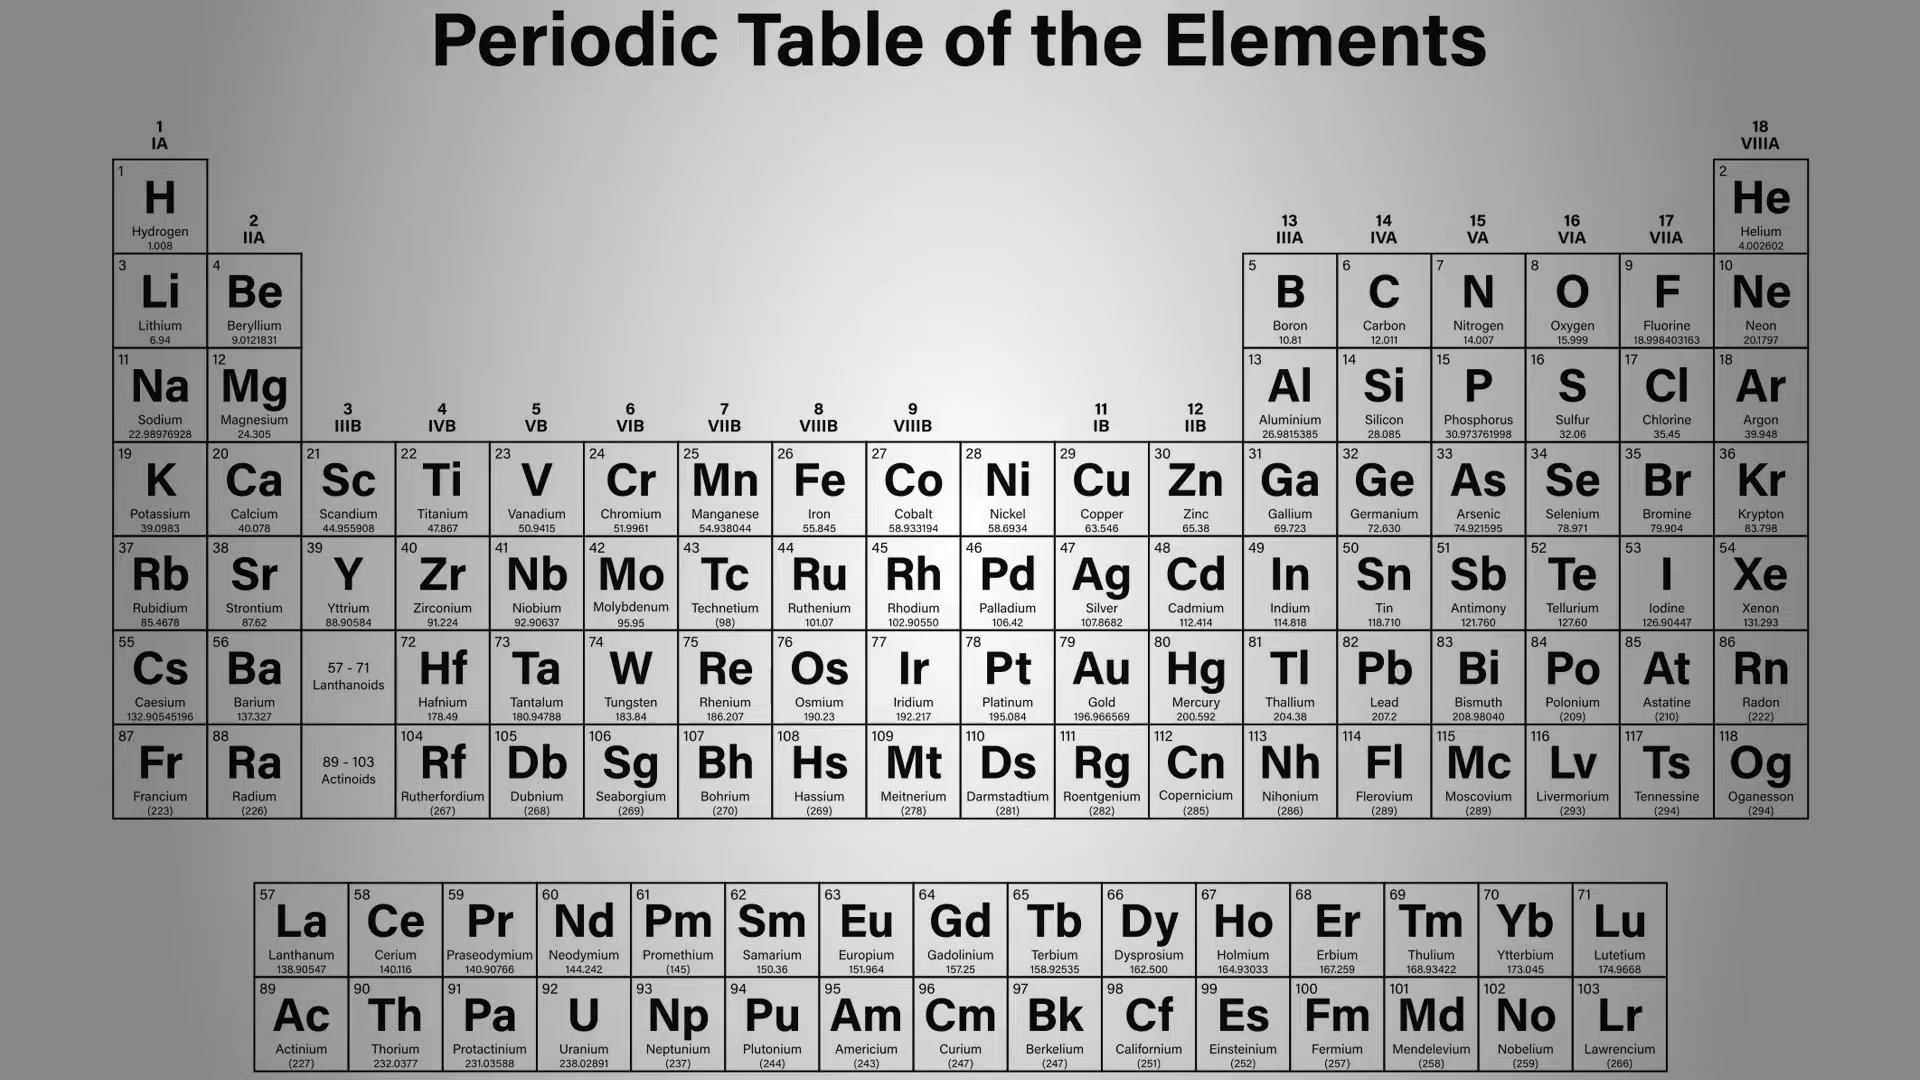 Periodic Table of the Elements
1 18
IA VIIIA
1 2
H He
Hydrogen Helium
1.008 4.002602
2 13 14 15 16 17
IIA IIIA IVA VA VIA VIIA
3 4 5 6 7 8 9 10
Li Be B C N O F Ne
Lithium Beryllium Boron Carbon Nitrogen Oxygen Fluorine Neon
6.94 9.0121831 10.81 12.011 14.007 15.999 18.998403163 20.1797
11 12 13 14 15 16 17 18
Na Mg Al Si P S Cl Ar
Sodium Magnesium Aluminium Silicon Phosphorus Sulfur Chlorine Argon
22.98976928 24.305 26.9815385 28.085 30.973761998 32.06 35.45 39.948
3 4 5 6 7 8 9 11 12
IIIB IVB VB VIB VIIB VIIIB VIIIB IB IIB
19 20 21 22 23 24 25 26 27 28 29 30 31 32 33 34 35 36
K Ca Sc Ti V Cr Mn Fe Co Ni Cu Zn Ga Ge As Se Br Kr
Potassium Calcium Scandium Titanium Vanadium Chromium Manganese Iron Cobalt Nickel Copper Zinc Gallium Germanium Arsenic Selenium Bromine Krypton
39.0983 40.078 44.955908 47.867 50.9415 51.9961 54.938044 55.845 58.933194 58.6934 63.546 65.38 69.723 72.630 74.921595 78.971 79.904 83.798
37 38 39 40 41 42 43 44 45 46 47 48 49 50 51 52 53 54
Rb Sr Y Zr Nb Mo Tc Ru Rh Pd Ag Cd In Sn Sb Te I Xe
Rubidium Strontium Yttrium Zirconium Niobium Molybdenum Technetium Ruthenium Rhodium Palladium Silver Cadmium Indium Tin Antimony Tellurium Iodine Xenon
85.4678 87.62 88.90584 91.224 92.90637 95.95 (98) 101.07 102.90550 106.42 107.8682 112.414 114.818 118.710 121.760 127.60 126.90447 131.293
55 56 72 73 74 75 76 77 78 79 80 81 82 83 84 85 86
Cs Ba 57 - 71 Hf Ta W Re Os Ir Pt Au Hg Tl Pb Bi Po At Rn
Lanthanoids
Caesium Barium Hafnium Tantalum Tungsten Rhenium Osmium Iridium Platinum Gold Mercury Thallium Lead Bismuth Polonium Astatine Radon
132.90545196 137.327 178.49 180.94788 183.84 186.207 190.23 192.217 195.084 196.966569 200.592 204.38 207.2 208.98040 (209) (210) (222)
87 88 104 105 106 107 108 109 110 111 112 113 114 115 116 117 118
Fr Ra 89 - 103 Rf Db Sg Bh Hs Mt Ds Rg Cn Nh Fl Mc Lv Ts Og
Actinoids
Francium Radium Rutherfordium Dubnium Seaborgium Bohrium Hassium Meitnerium Darmstadtium Roentgenium Copernicium Nihonium Flerovium Moscovium Livermorium Tennessine Oganesson
(223) (226) (267) (268) (269) (270) (269) (278) (281) (282) (285) (286) (289) (289) (293) (294) (294)
57 58 59 60 61 62 63 64 65 66 67 68 69 70 71
La Ce Pr Nd Pm Sm Eu Gd Tb Dy Ho Er Tm Yb Lu
Lanthanum Cerium Praseodymium Neodymium Promethium Samarium Europium Gadolinium Terbium Dysprosium Holmium Erbium Thulium Ytterbium Lutetium
138.90547 140.116 140.90766 144.242 (145) 150.36 151.964 157.25 158.92535 162.500 164.93033 167.259 168.93422 173.045 174.9668
89 90 91 92 93 94 95 96 97 98 99 100 101 102 103
Ac Th Pa U Np Pu Am Cm Bk Cf Es Fm Md No Lr
Actinium Thorium Protactinium Uranium Neptunium Plutonium Americium Curium Berkelium Californium Einsteinium Fermium Mendelevium Nobelium Lawrencium
(227) 232.0377 231.03588 238.02891 (237) (244) (243) (247) (247) (251) (252) (257) (258) (259) (266)